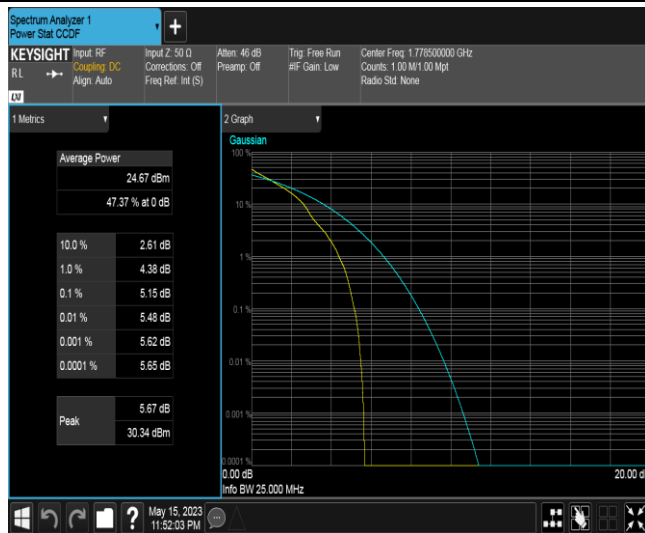 Spectrum Analyzer 1
Power Stat CCDF
+
KEYSIGHT
RL
Input: RF
Coupling: DC
Align: Auto
Input Z: 50 Ω
Corrections: Off
Freq Ref: Int (S)
Atten: 46 dB
Preamp: Off
Trig: Free Run
#IF Gain: Low
Center Freq: 1.778500000 GHz
Counts: 1.00 M/1.00 Mpt
Radio Std: None
1 Metrics
Average Power
24.67 dBm
47.37 % at 0 dB
10.0 % 2.61 dB
1.0 % 4.38 dB
0.1 % 5.15 dB
0.01 % 5.48 dB
0.001 % 5.62 dB
0.0001 % 5.65 dB
Peak 5.67 dB
30.34 dBm
2 Graph
Gaussian
100 %
10 %
1 %
0.1 %
0.01 %
0.001 %
0.0001 %
0.00 dB
20.00 d
Info BW 25.000 MHz
?
May 15, 2023
11:52:03 PM